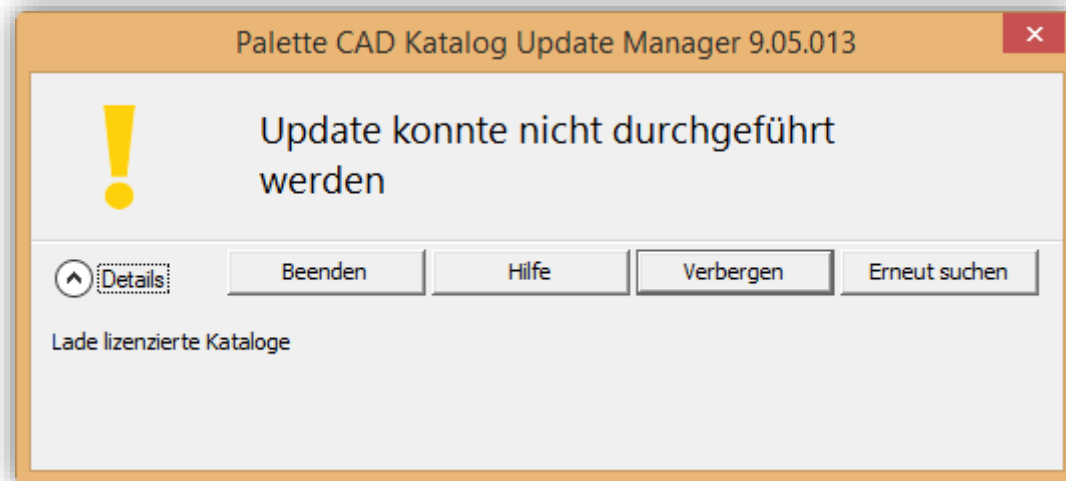 Palette CAD Katalog Update Manager 9.05.013
Update konnte nicht durchgeführt
werden
Details
Beenden
Hilfe
Verbergen
Erneut suchen
Lade lizenzierte Kataloge